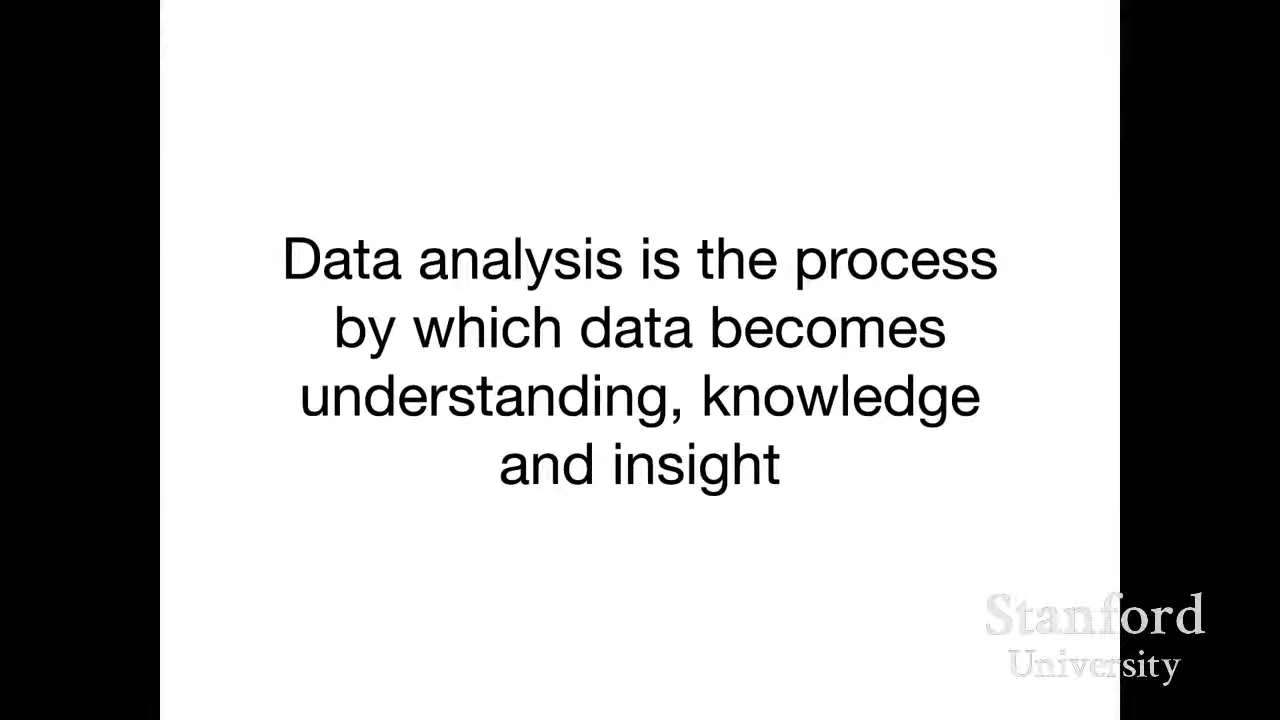 Data analysis is the process
by which data becomes
understanding, knowledge
and insight
Stanford
University